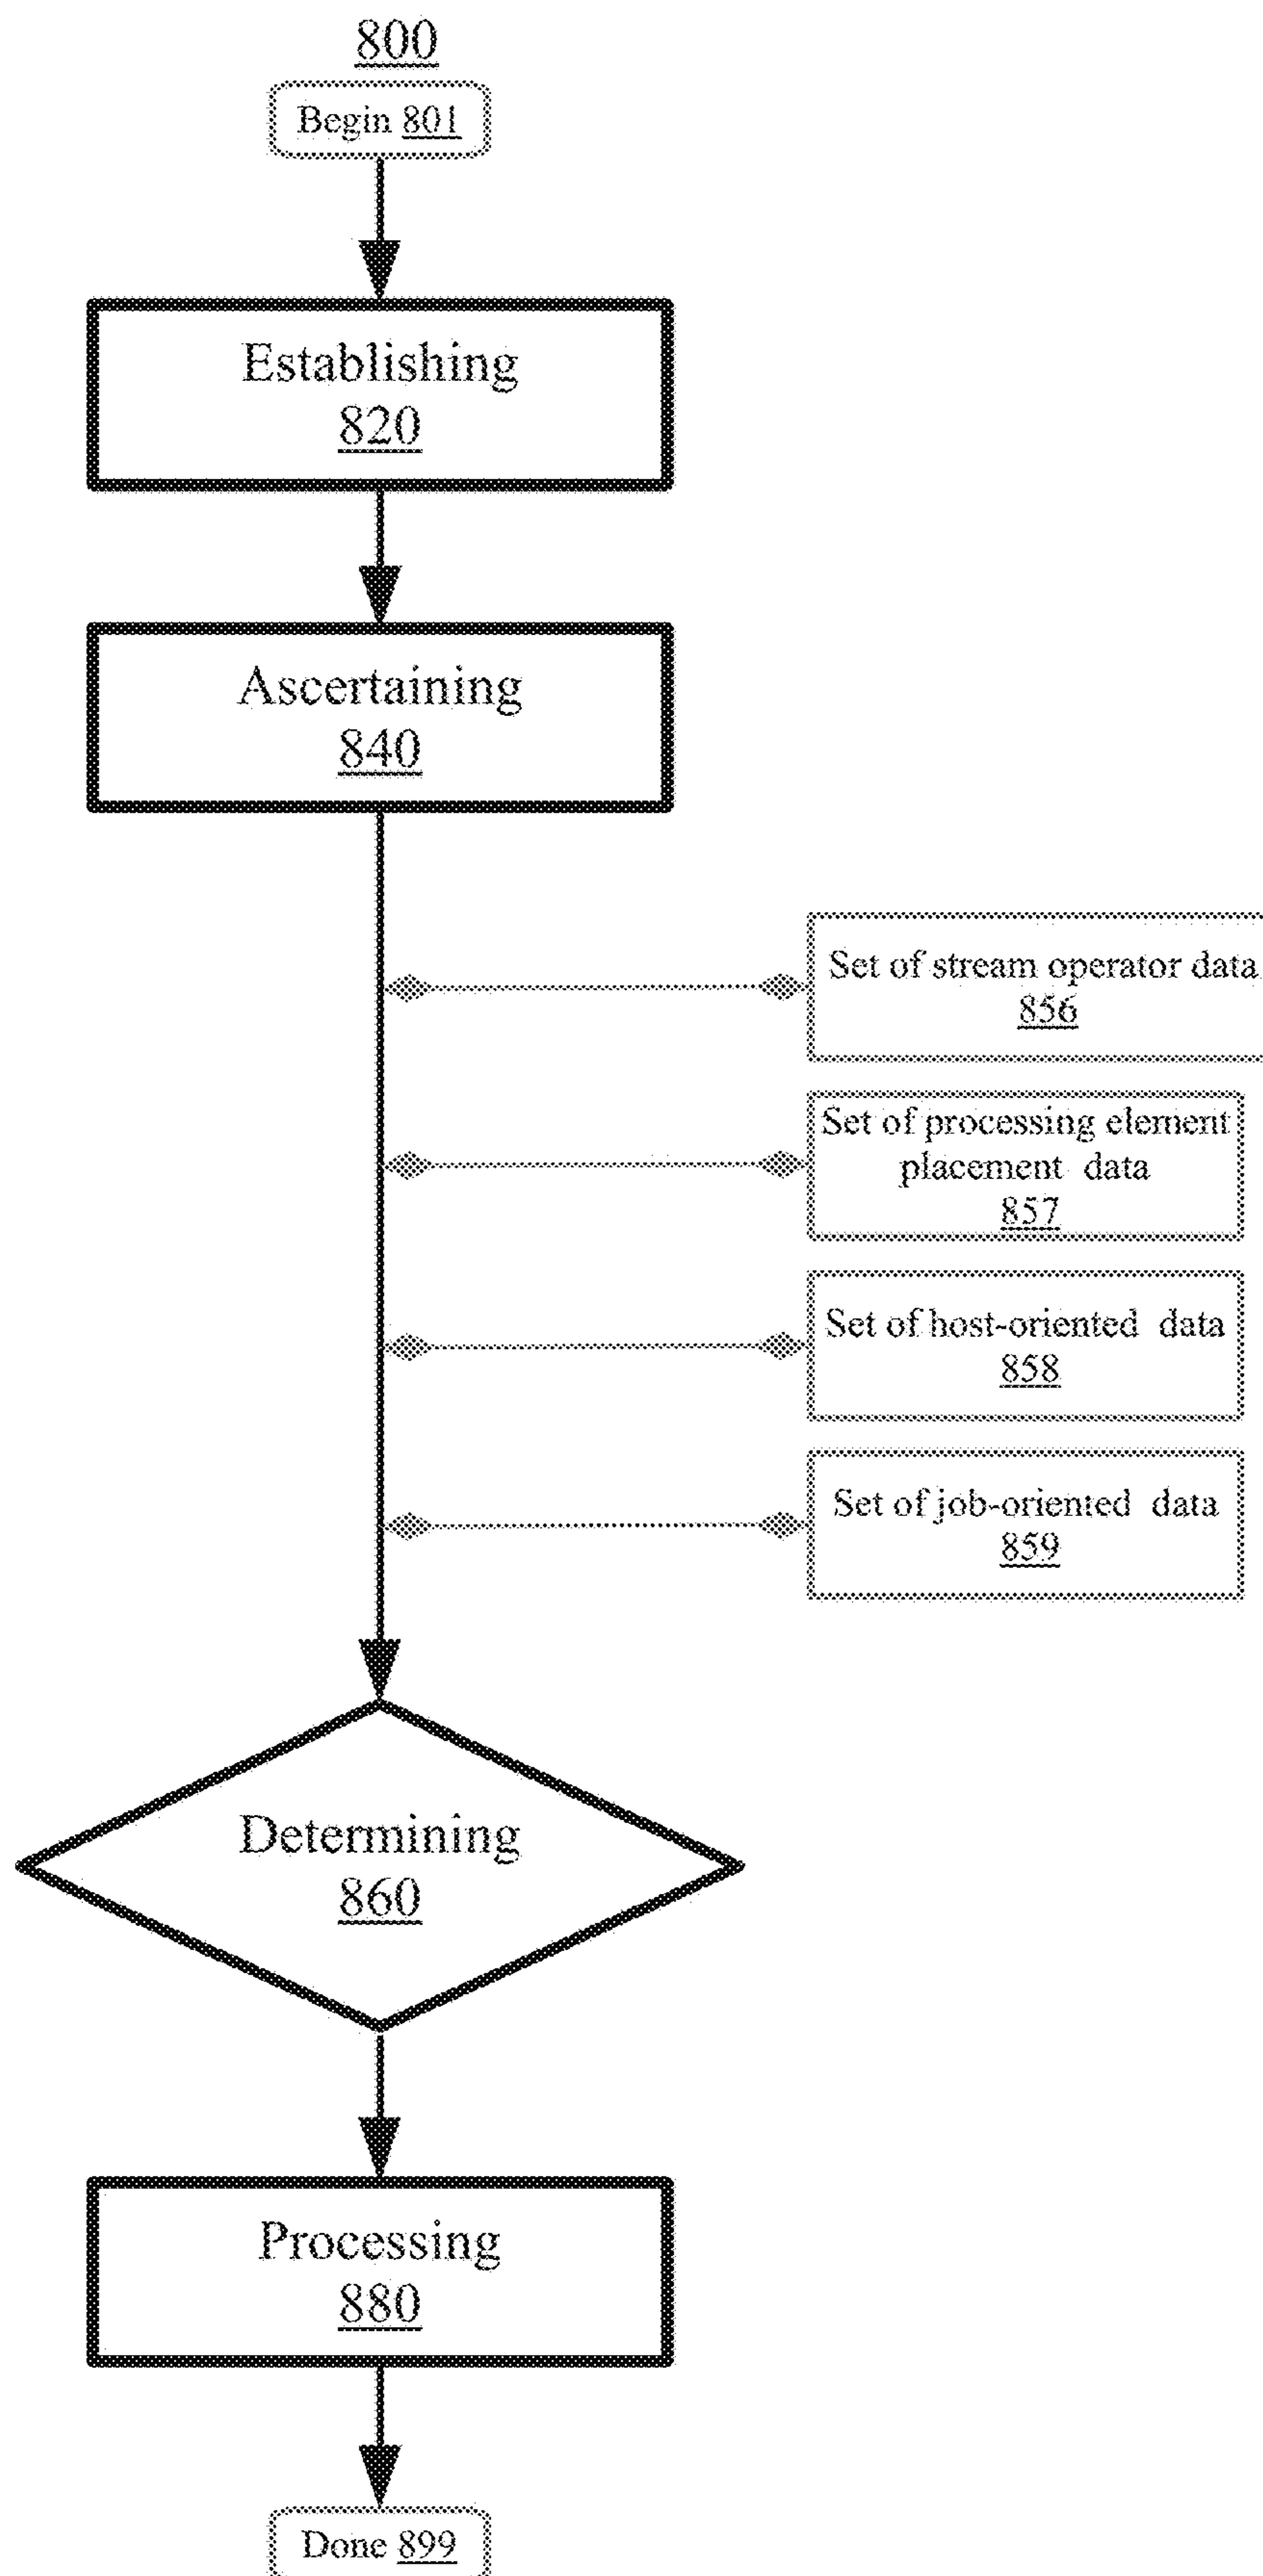 800
Begin 801
Establishing
820
Ascertaining
840
Set of stream operator data
856
Set of processing element
placement data
857
Set of host-oriented data
858
Set of job-oriented data
859
Determining
860
Processing
880
Done 899